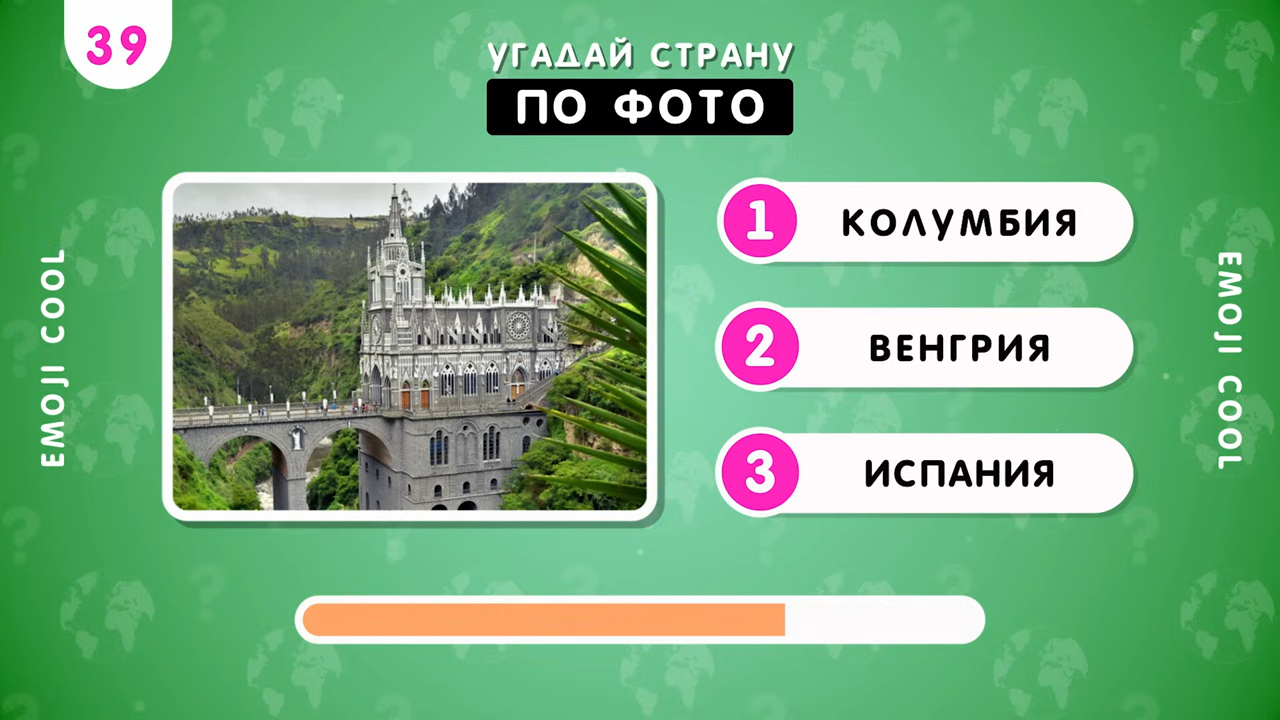 39
УГАДАЙ СТРАНУ
ПО ФОТО
EMOJI COOL
1 КОЛУМБИЯ
2 ВЕНГРИЯ
3 ИСПАНИЯ
EMOJI COOL